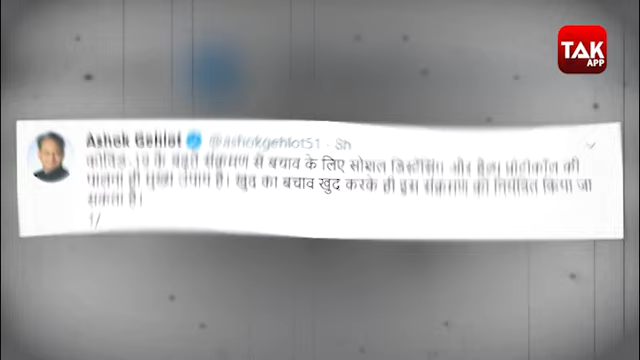 TAK
APP
Ashok Gehlot @ashokgehlot51 · 8h
कोविड-19 के बढ़ते संक्रमण से बचाव के लिए सोशल डिस्टेंसिंग और हेल्थ प्रोटोकॉल की
पालना ही मुख्य उपाय है। खुद का बचाव खुद करके ही इस संक्रमण को नियंत्रित किया जा
सकता है।
1/